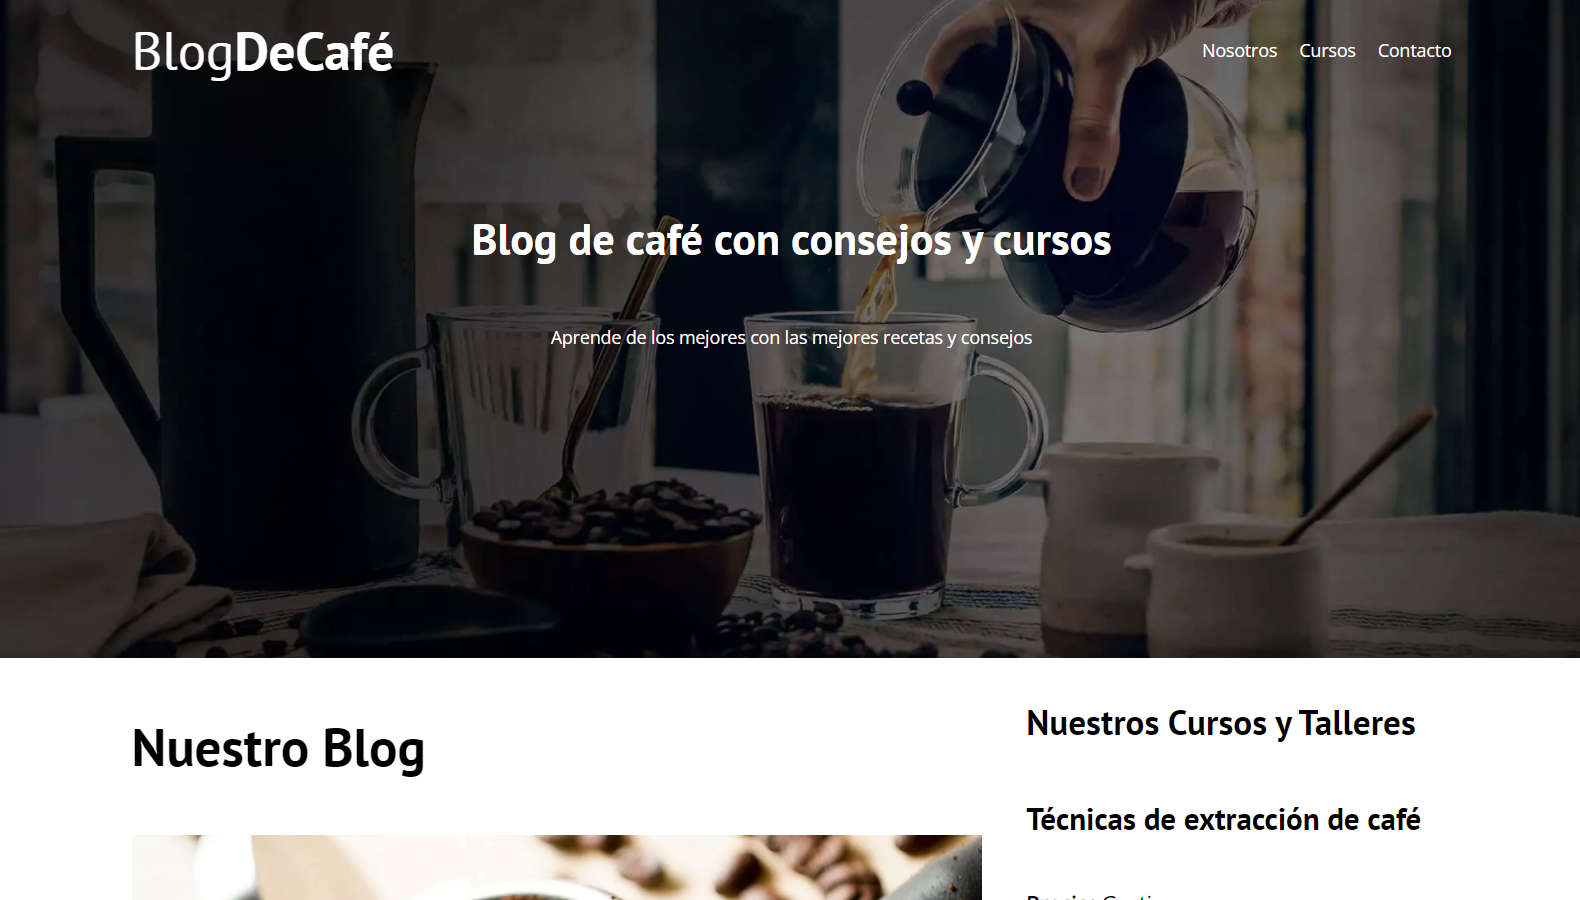 BlogDeCafé
Nosotros Cursos Contacto
Blog de café con consejos y cursos
Aprende de los mejores con las mejores recetas y consejos
Nuestro Blog
Nuestros Cursos y Talleres
Técnicas de extracción de café